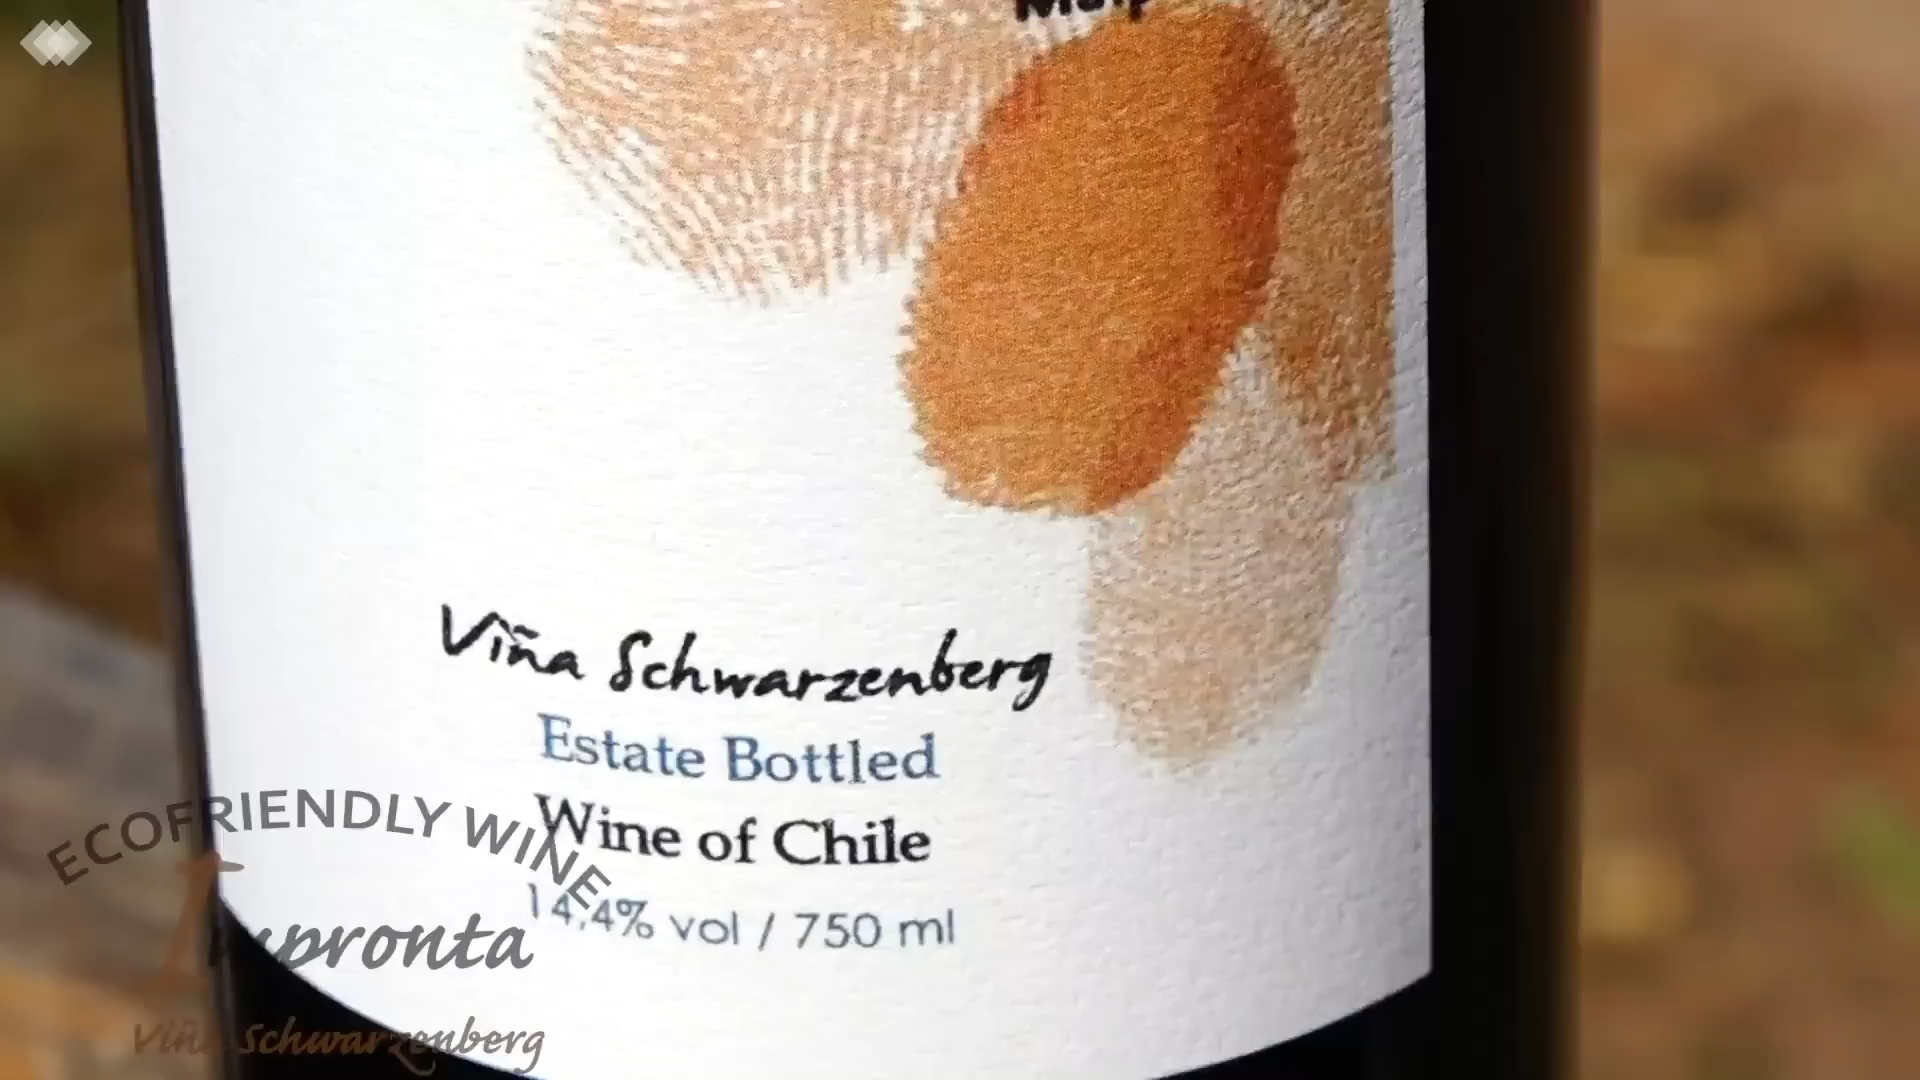 Viña Schwarzenberg
Estate Bottled
Wine of Chile
14,4% vol / 750 ml
ECOFRIENDLY WINE
Impronta
Viña Schwarzenberg